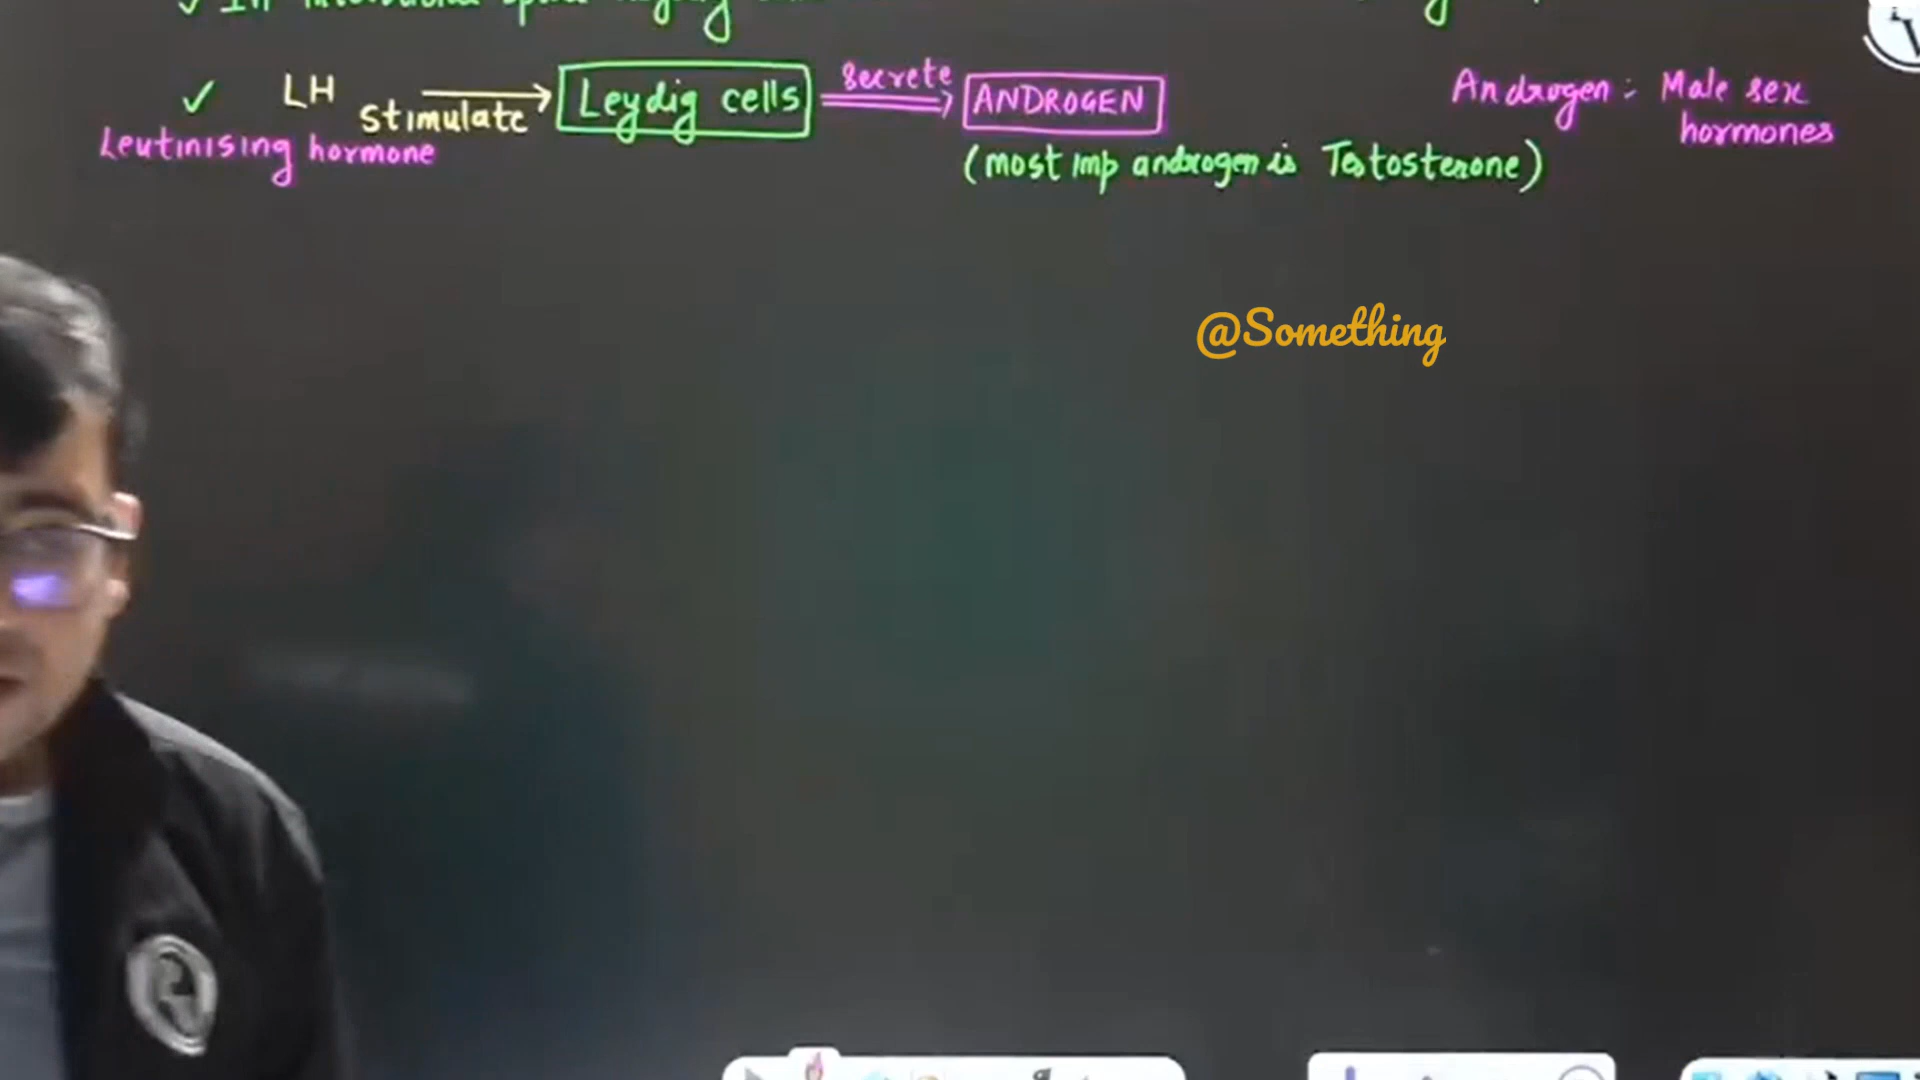 ✓ LH stimulate → Leydig cells secrete ⇒ ANDROGEN
Androgen : Male sex
hormones
Leutinising hormone
(most imp androgen is Testosterone)
@Something